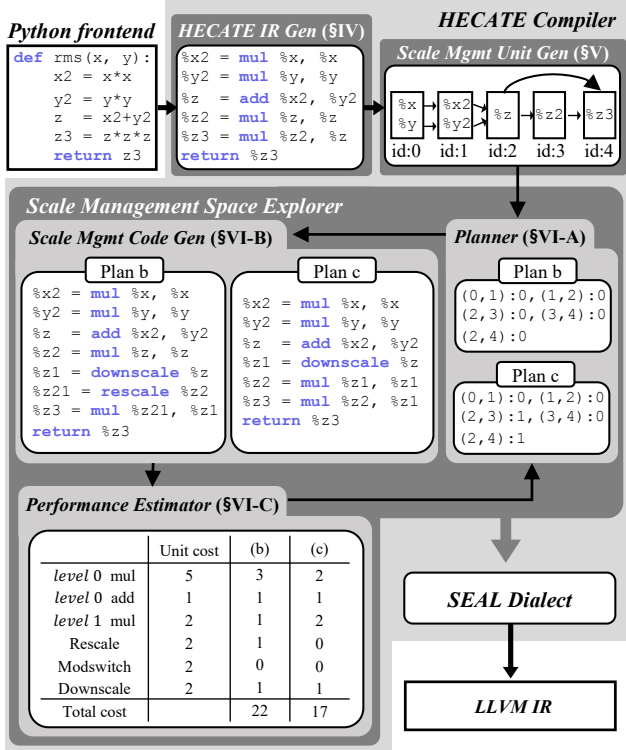 HECATE Compiler
Python frontend
def rms(x, y):
x2 = x*x
y2 = y*y
z = x2+y2
z3 = z*z*z
return z3
HECATE IR Gen (§IV)
%x2 = mul %x, %x
%y2 = mul %y, %y
%z = add %x2, %y2
%z2 = mul %z, %z
%z3 = mul %z2, %z
return %z3
Scale Mgmt Unit Gen (§V)
%x %x2 %z %z2 %z3
%y %y2
id:0 id:1 id:2 id:3 id:4
Scale Management Space Explorer
Scale Mgmt Code Gen (§VI-B)
Plan b
%x2 = mul %x, %x
%y2 = mul %y, %y
%z = add %x2, %y2
%z2 = mul %z, %z
%z1 = downscale %z
%z21 = rescale %z2
%z3 = mul %z21, %z1
return %z3
Plan c
%x2 = mul %x, %x
%y2 = mul %y, %y
%z = add %x2, %y2
%z1 = downscale %z
%z2 = mul %z1, %z1
%z3 = mul %z2, %z1
return %z3
Planner (§VI-A)
Plan b
(0,1):0,(1,2):0
(2,3):0,(3,4):0
(2,4):0
Plan c
(0,1):0,(1,2):0
(2,3):1,(3,4):0
(2,4):1
Performance Estimator (§VI-C)
Unit cost (b) (c)
level 0 mul 5 3 2
level 0 add 1 1 1
level 1 mul 2 1 2
Rescale 2 1 0
Modswitch 2 0 0
Downscale 2 1 1
Total cost 22 17
SEAL Dialect
LLVM IR